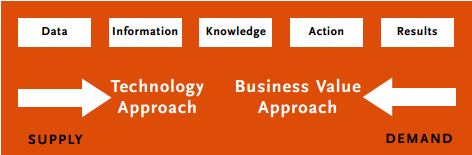 Data Information Knowledge Action Results
Technology Business Value
Approach Approach
SUPPLY DEMAND